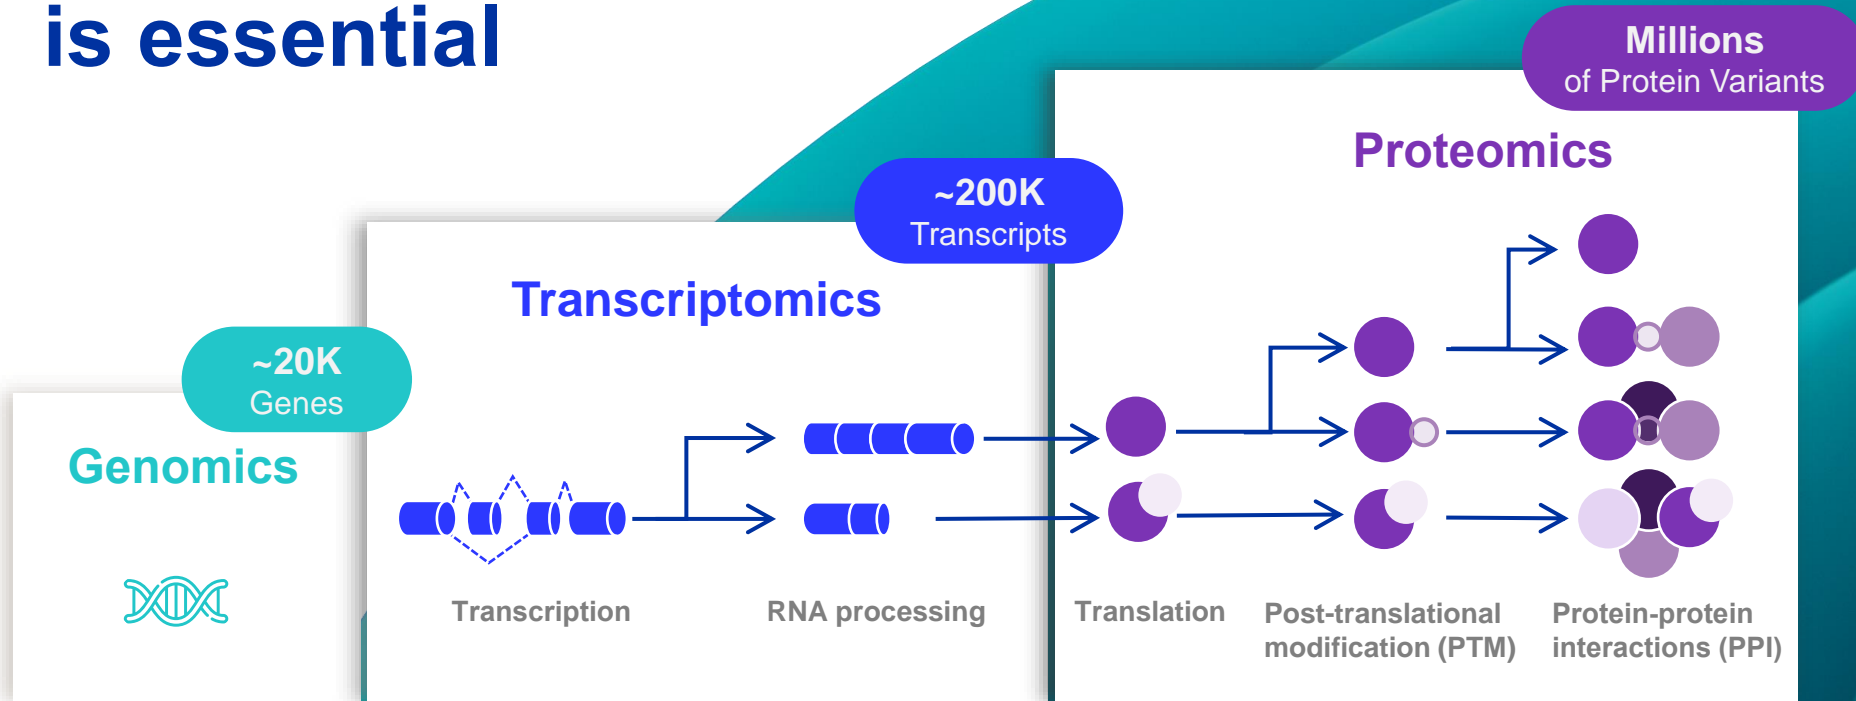 is essential
Millions
of Protein Variants
Proteomics
~200K
Transcripts
Transcriptomics
~20K
Genes
Genomics
Transcription
RNA processing
Translation
Post-translational
modification (PTM)
Protein-protein
interactions (PPI)